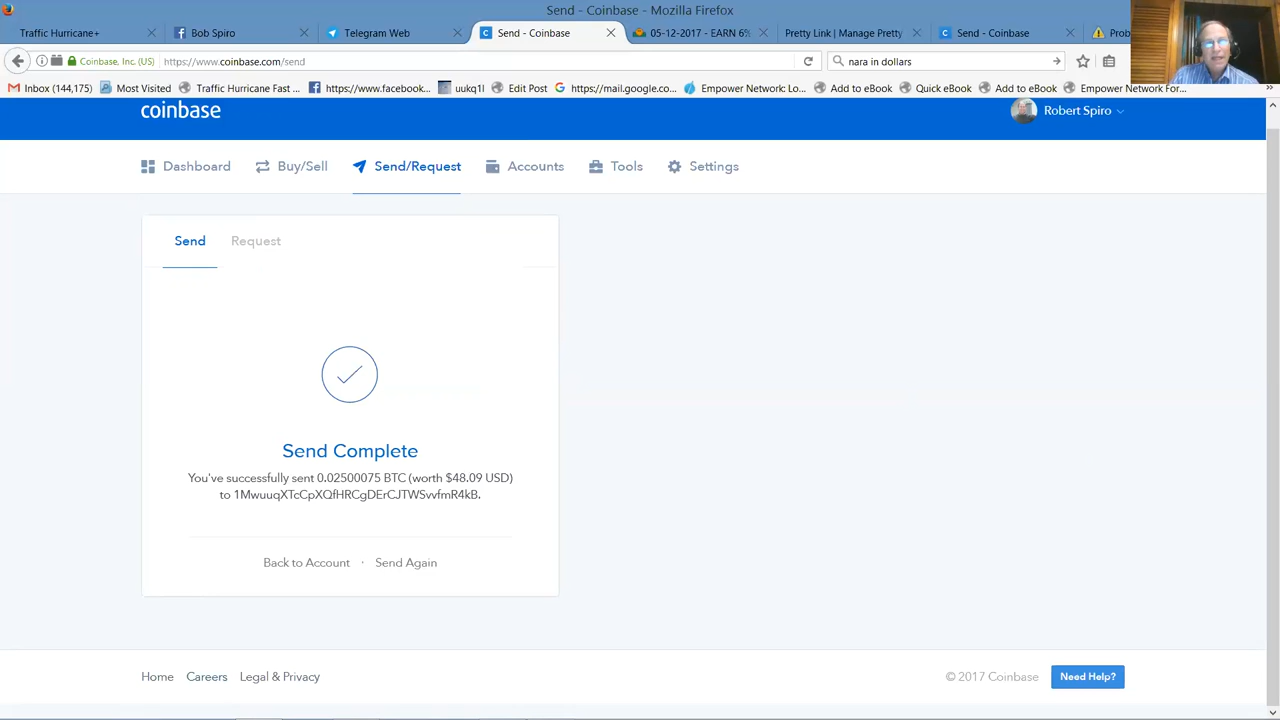 Send - Coinbase - Mozilla Firefox
Traffic Hurricane+
Bob Spiro
Telegram Web
Send - Coinbase
05-12-2017 - EARN 6%
Pretty Link | Manage Pretty
Send - Coinbase
Prob
Coinbase, Inc. (US)
https://www.coinbase.com/send
nara in dollars
Inbox (144,175)
Most Visited
Traffic Hurricane Fast ...
https://www.facebook...
uukq1l
Edit Post
https://mail.google.co...
Empower Network: Lo...
Add to eBook
Quick eBook
Add to eBook
Empower Network For...
coinbase
Robert Spiro
Dashboard
Buy/Sell
Send/Request
Accounts
Tools
Settings
Send
Request
Send Complete
You've successfully sent 0.02500075 BTC (worth $48.09 USD)
to 1MwuuqXTcCpXQfHRCgDErCJTWSvvfmR4kB.
Back to Account · Send Again
Home
Careers
Legal & Privacy
© 2017 Coinbase
Need Help?